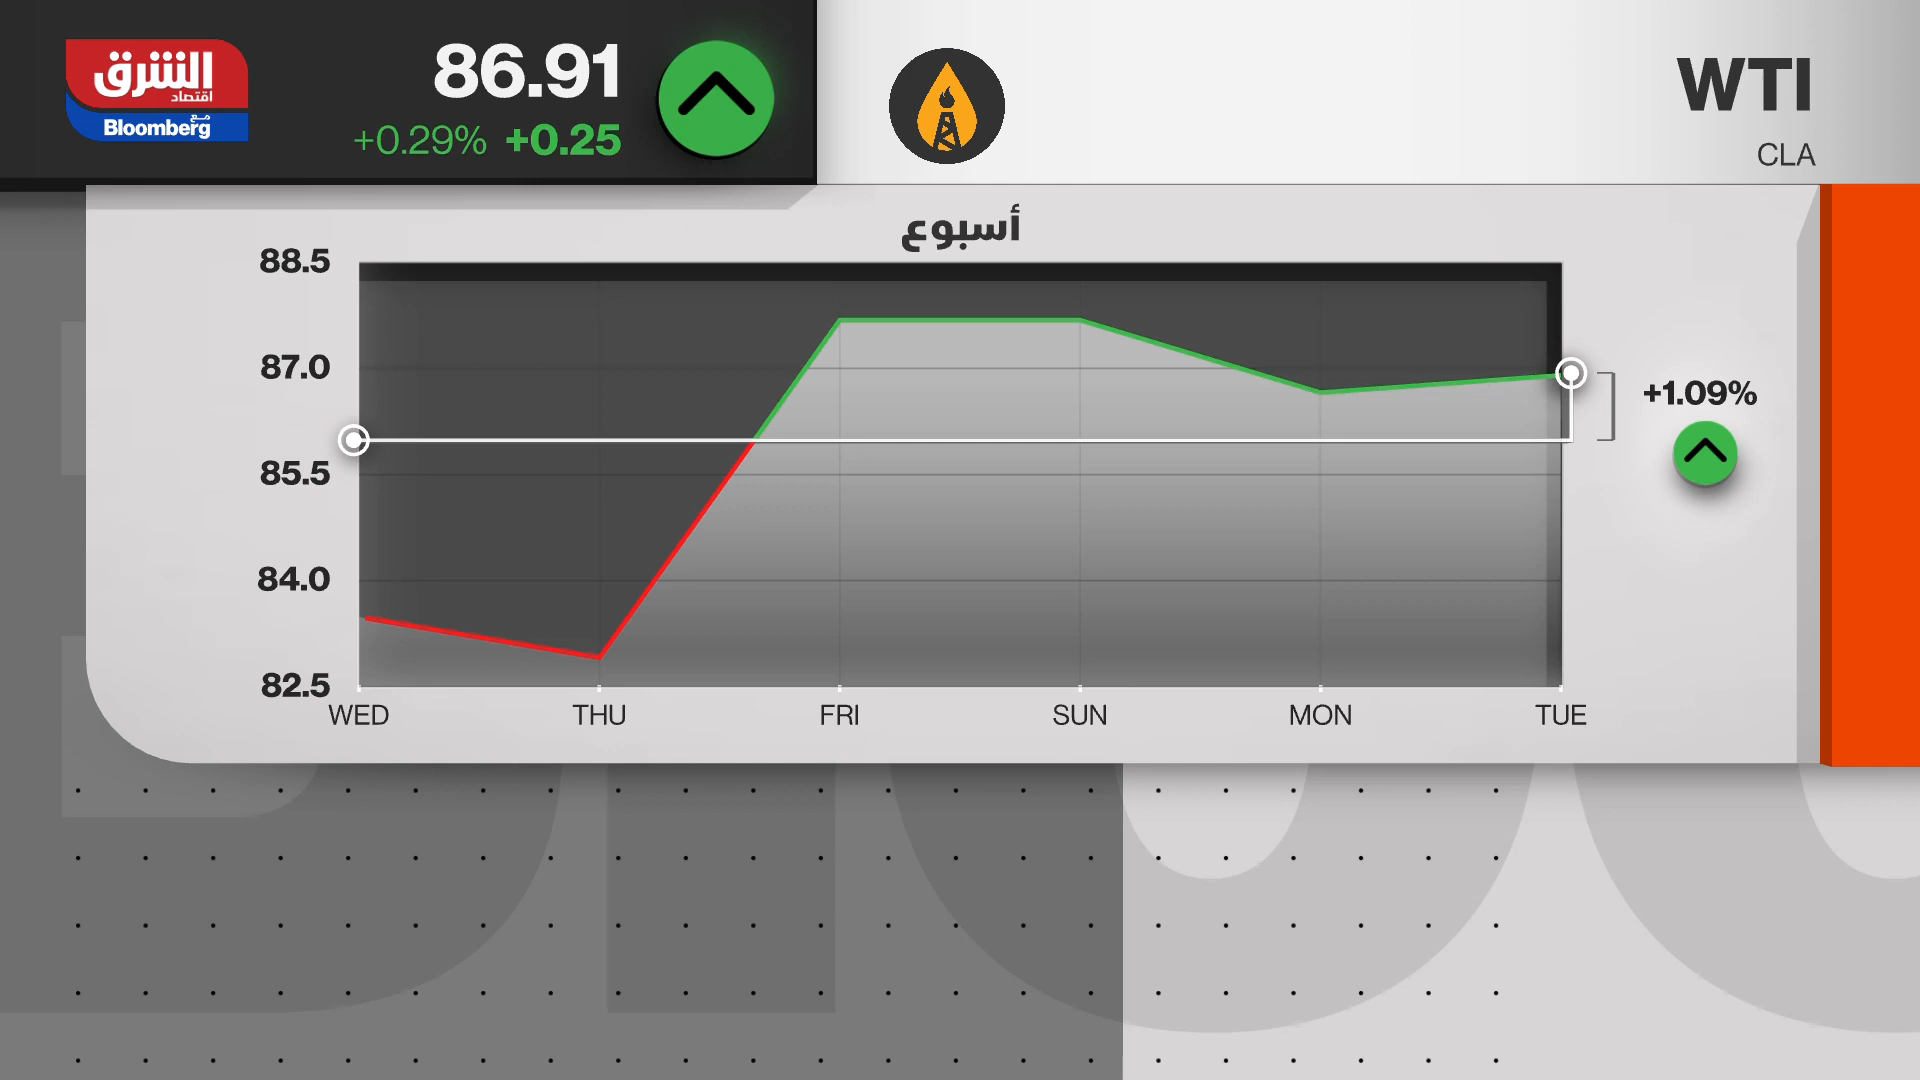 الشرق
اقتصاد
مع
Bloomberg
86.91
+0.29% +0.25
WTI
CLA
أسبوع
88.5
87.0
85.5
84.0
82.5
+1.09%
WED THU FRI SUN MON TUE